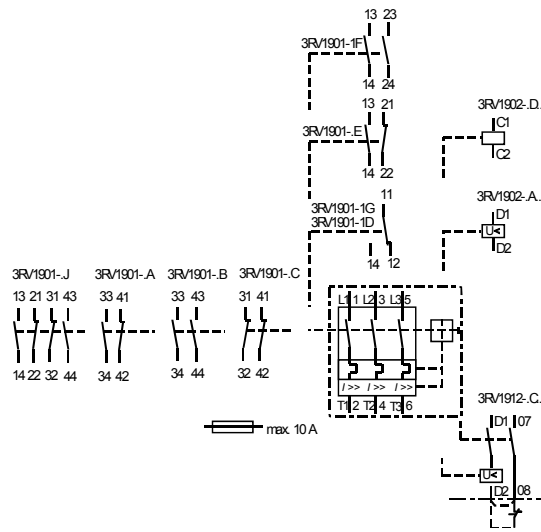 13 23
3RV1901-1F
14 24
13 21
3RV1901-.E
14 22
3RV1902-.D.
C1
C2
11
3RV1901-1G
3RV1901-1D
14 12
3RV1902-.A.
D1
U<
D2
3RV1901-.J
13 21 31 43
14 22 32 44
3RV1901-.A
33 41
34 42
3RV1901-.B
33 43
34 44
3RV1901-.C
31 41
32 42
L1 1 L2 3 L3 5
I >> I >> I >>
T1 2 T2 4 T3 6
max. 10 A
3RV1912-.C.
D1 07
U<
D2 08